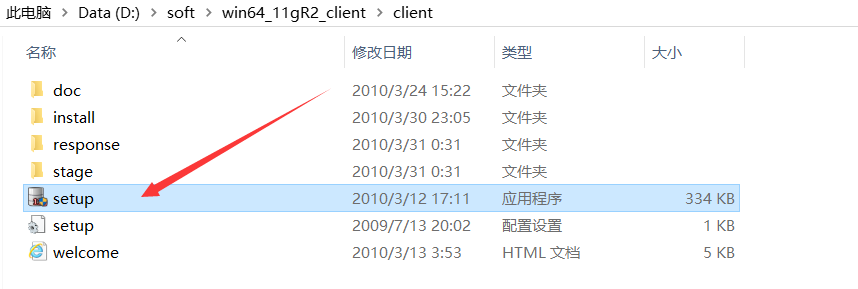 此电脑 > Data (D:) > soft > win64_11gR2_client > client
名称 修改日期 类型 大小
doc 2010/3/24 15:22 文件夹
install 2010/3/30 23:05 文件夹
response 2010/3/31 0:31 文件夹
stage 2010/3/31 0:31 文件夹
setup 2010/3/12 17:11 应用程序 334 KB
setup 2009/7/13 20:02 配置设置 1 KB
welcome 2010/3/13 3:53 HTML 文档 5 KB